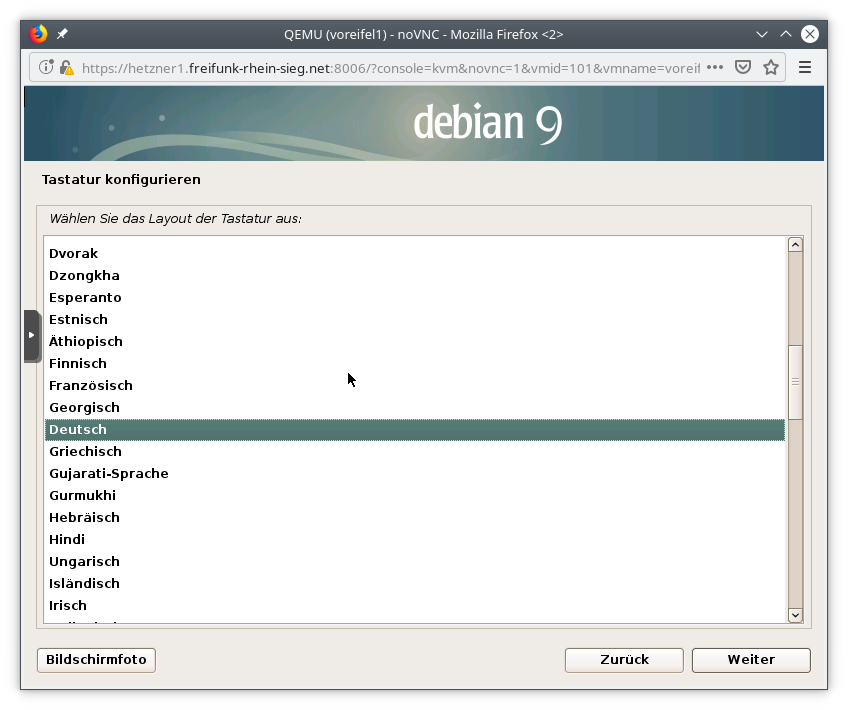 QEMU (voreifel1) - noVNC - Mozilla Firefox <2>
https://hetzner1.freifunk-rhein-sieg.net:8006/?console=kvm&novnc=1&vmid=101&vmname=voreif
debian 9
Tastatur konfigurieren
Wählen Sie das Layout der Tastatur aus:
Dvorak
Dzongkha
Esperanto
Estnisch
Äthiopisch
Finnisch
Französisch
Georgisch
Deutsch
Griechisch
Gujarati-Sprache
Gurmukhi
Hebräisch
Hindi
Ungarisch
Isländisch
Irisch
Bildschirmfoto
Zurück
Weiter